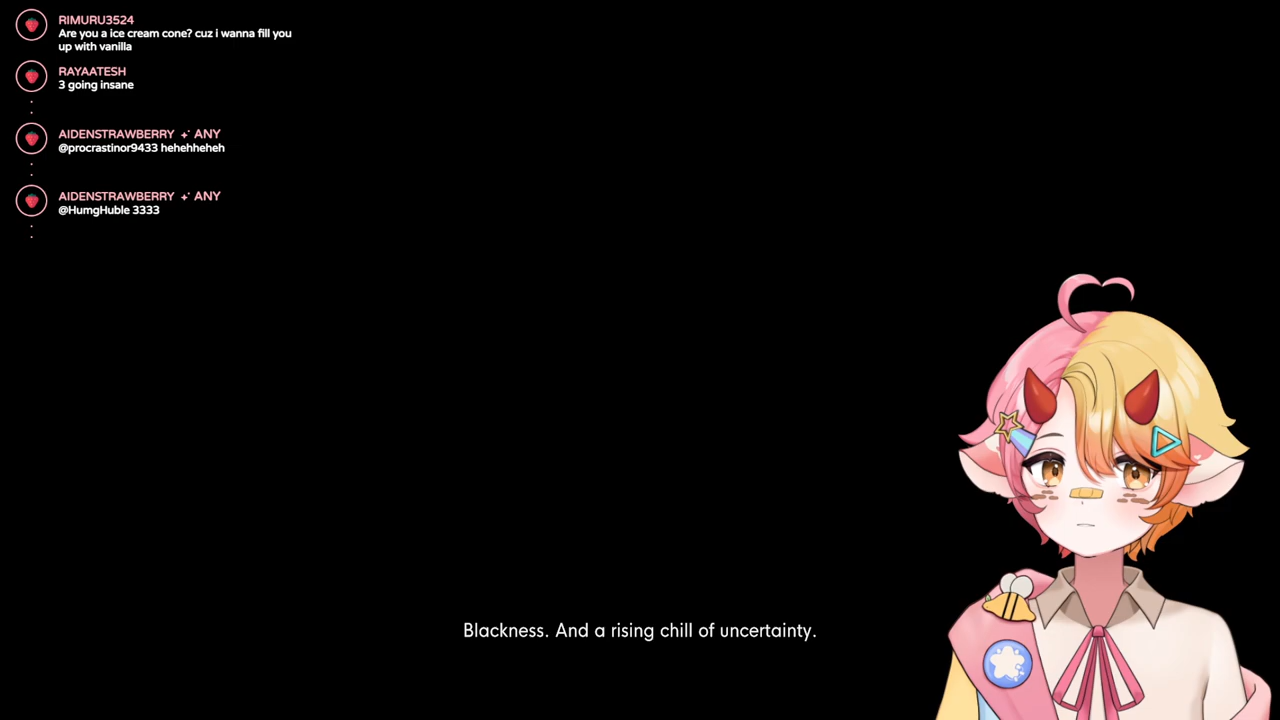 RIMURU3524
Are you a ice cream cone? cuz i wanna fill you
up with vanilla
RAYAATESH
3 going insane
AIDENSTRAWBERRY ₊˚ ANY
@procrastinor9433 hehehheheh
AIDENSTRAWBERRY ₊˚ ANY
@HumgHuble 3333
Blackness. And a rising chill of uncertainty.